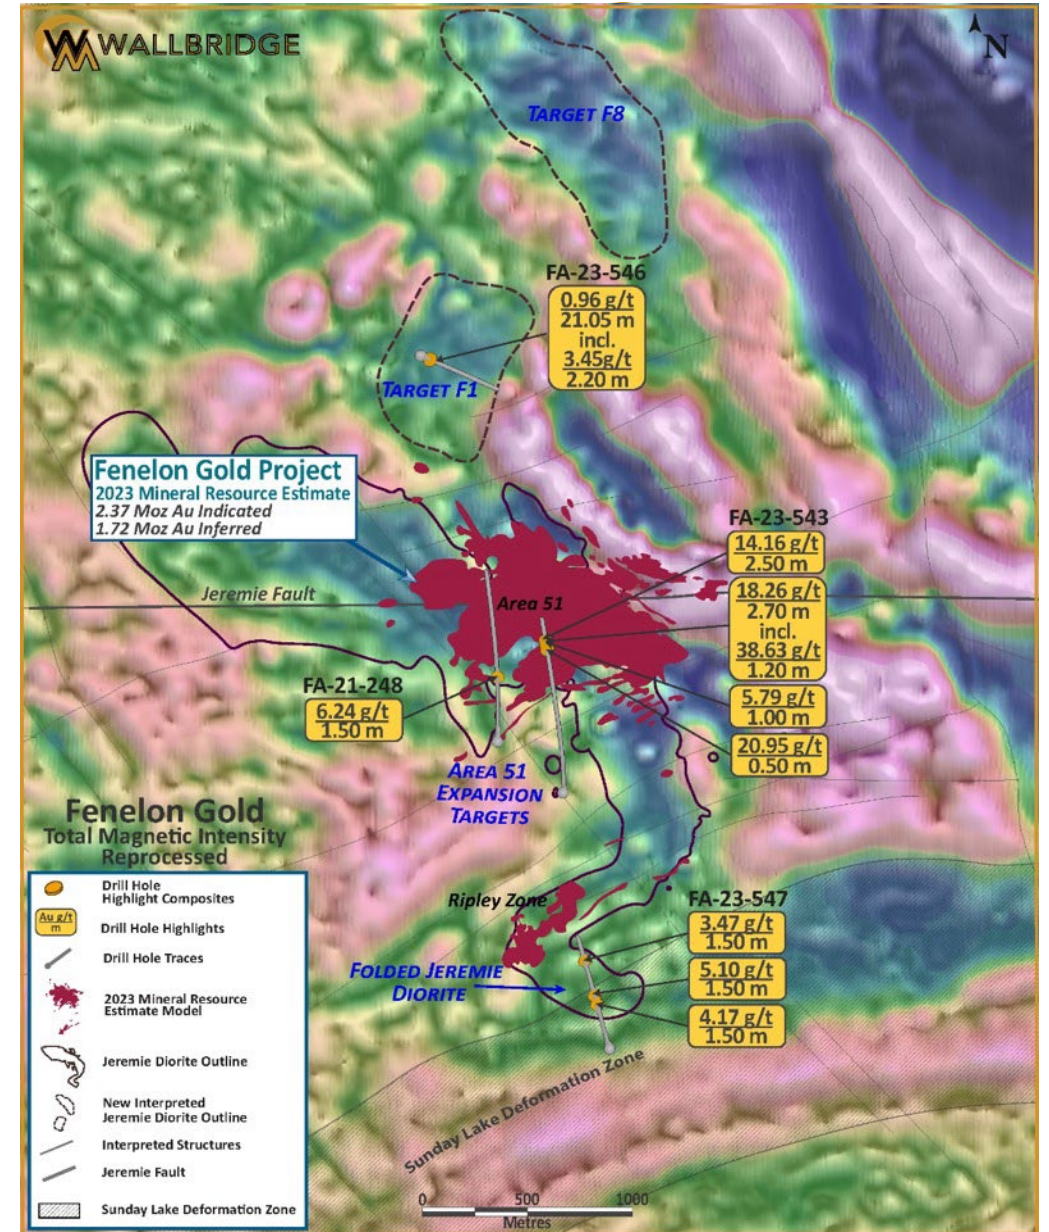 WALLBRIDGE
N
TARGET F8
FA-23-546
0.96 g/t
21.05 m
incl.
3.45g/t
2.20 m
TARGET F1
Fenelon Gold Project
2023 Mineral Resource Estimate
2.37 Moz Au Indicated
1.72 Moz Au Inferred
FA-23-543
14.16 g/t
2.50 m
18.26 g/t
2.70 m
incl.
38.63 g/t
1.20 m
5.79 g/t
1.00 m
20.95 g/t
0.50 m
Jeremie Fault
Area 51
FA-21-248
6.24 g/t
1.50 m
AREA 51
EXPANSION
TARGETS
Ripley Zone
FA-23-547
3.47 g/t
1.50 m
5.10 g/t
1.50 m
4.17 g/t
1.50 m
FOLDED JEREMIE
DIORITE
Sunday Lake Deformation Zone
Fenelon Gold
Total Magnetic Intensity
Reprocessed
Drill Hole
Highlight Composites
Au g/t
m
Drill Hole Highlights
Drill Hole Traces
2023 Mineral Resource
Estimate Model
Jeremie Diorite Outline
New Interpreted
Jeremie Diorite Outline
Interpreted Structures
Jeremie Fault
Sunday Lake Deformation Zone
0 500 1000
Metres